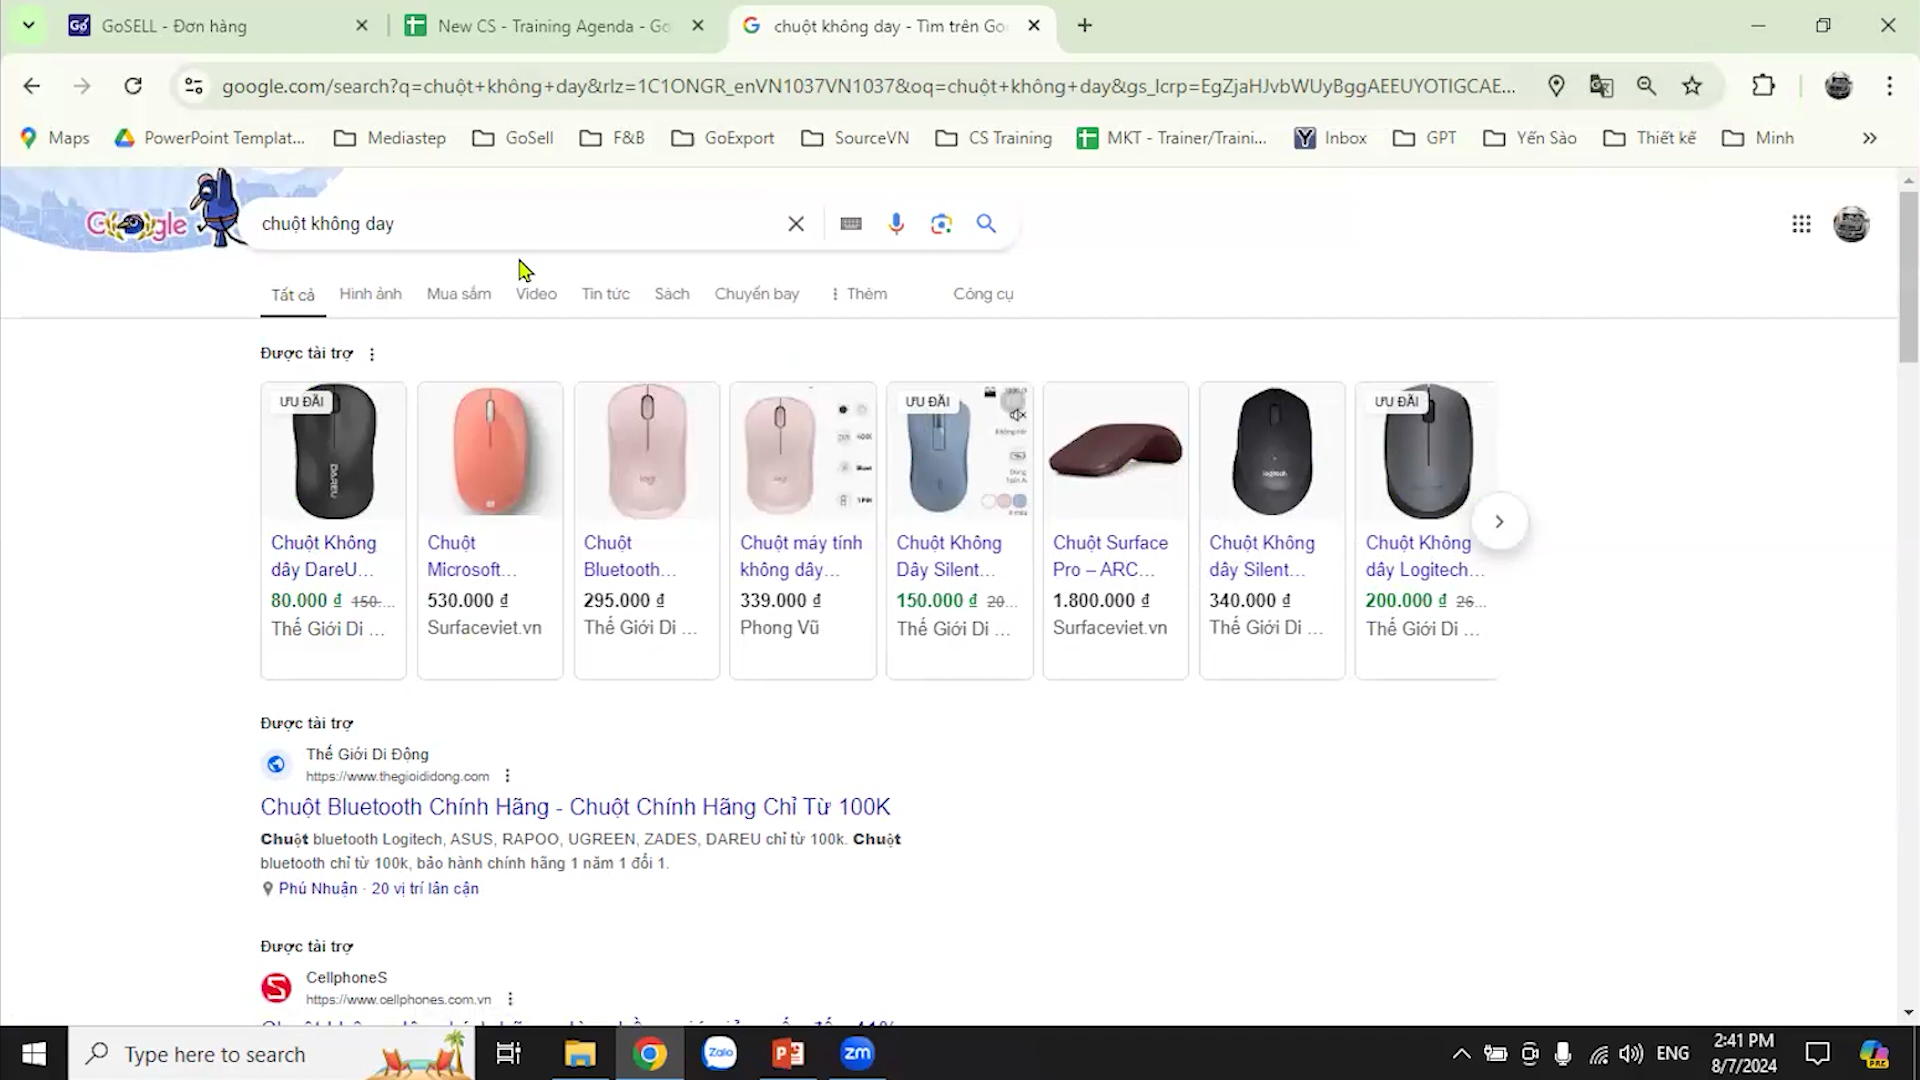 GoSELL - Đơn hàng
New CS - Training Agenda - Go
chuột không day - Tìm trên Go
google.com/search?q=chuột+không+day&rlz=1C1ONGR_enVN1037VN1037&oq=chuột+không+day&gs_lcrp=EgZjaHJvbWUyBggAEEUYOTIGCAE...
Maps
PowerPoint Templat...
Mediastep
GoSell
F&B
GoExport
SourceVN
CS Training
MKT - Trainer/Traini...
Inbox
GPT
Yến Sào
Thiết kế
Minh
Google
chuột không day
Tất cả
Hình ảnh
Mua sắm
Video
Tin tức
Sách
Chuyến bay
Thêm
Công cụ
Được tài trợ
ƯU ĐÃI
Chuột Không
dây DareU...
80.000 ₫ 150-...
Thế Giới Di ...
Chuột
Microsoft...
530.000 ₫
Surfaceviet.vn
Chuột
Bluetooth...
295.000 ₫
Thế Giới Di ...
Chuột máy tính
không dây...
339.000 ₫
Phong Vũ
ƯU ĐÃI
Chuột Không
Dây Silent...
150.000 ₫ 20...
Thế Giới Di ...
Chuột Surface
Pro – ARC...
1.800.000 ₫
Surfaceviet.vn
logitech
Chuột Không
dây Silent...
340.000 ₫
Thế Giới Di ...
ƯU ĐÃI
Chuột Không
dây Logitech...
200.000 ₫ 26...
Thế Giới Di ...
Được tài trợ
Thế Giới Di Động
https://www.thegioididong.com
Chuột Bluetooth Chính Hãng - Chuột Chính Hãng Chỉ Từ 100K
Chuột bluetooth Logitech, ASUS, RAPOO, UGREEN, ZADES, DAREU chỉ từ 100k. Chuột
bluetooth chỉ từ 100k, bảo hành chính hãng 1 năm 1 đổi 1.
Phú Nhuận · 20 vị trí lân cận
Được tài trợ
CellphoneS
https://www.cellphones.com.vn
Type here to search
Zalo
zm
ENG
2:41 PM
8/7/2024